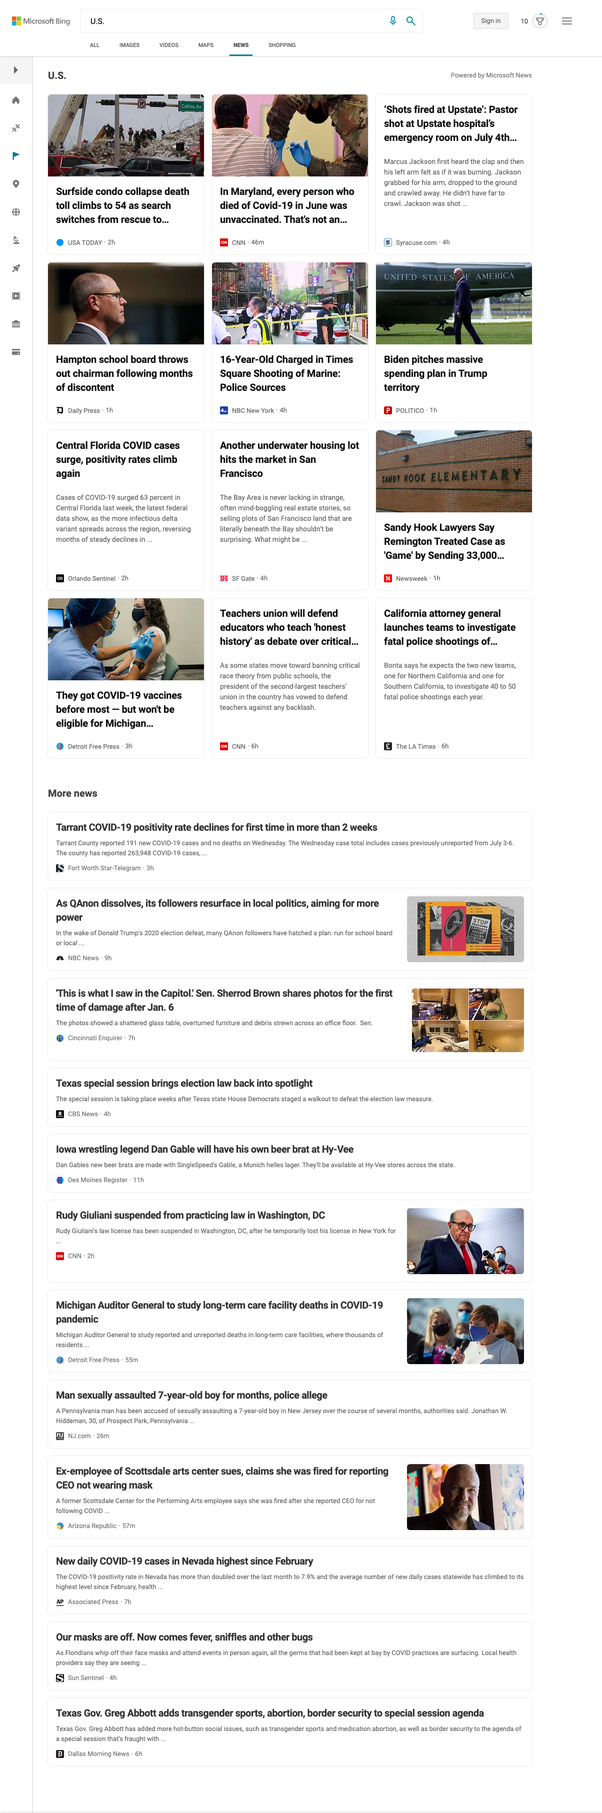 Microsoft Bing
U.S.
Sign in
10
ALL
IMAGES
VIDEOS
MAPS
NEWS
SHOPPING
U.S.
Powered by Microsoft News
Collins Av
Surfside condo collapse death
toll climbs to 54 as search
switches from rescue to...
USA TODAY · 2h
In Maryland, every person who
died of Covid-19 in June was
unvaccinated. That's not an...
CNN · 46m
'Shots fired at Upstate': Pastor
shot at Upstate hospital's
emergency room on July 4th...
Marcus Jackson first heard the clap and then
his left arm felt as if it was burning. Jackson
grabbed for his arm, dropped to the ground
and crawled away. He didn't have far to
crawl. Jackson was shot ...
Syracuse.com · 4h
Hampton school board throws
out chairman following months
of discontent
Daily Press · 1h
16-Year-Old Charged in Times
Square Shooting of Marine:
Police Sources
NBC New York · 4h
UNITED STATES OF AMERICA
Biden pitches massive
spending plan in Trump
territory
POLITICO · 1h
Central Florida COVID cases
surge, positivity rates climb
again
Cases of COVID-19 surged 63 percent in
Central Florida last week, the latest federal
data show, as the more infectious delta
variant spreads across the region, reversing
months of steady declines in ...
Orlando Sentinel · 2h
Another underwater housing lot
hits the market in San
Francisco
The Bay Area is never lacking in strange,
often mind-boggling real estate stories, so
selling plots of San Francisco land that are
literally beneath the Bay shouldn't be
surprising. What might be ...
SF Gate · 4h
SANDY HOOK ELEMENTARY
Sandy Hook Lawyers Say
Remington Treated Case as
'Game' by Sending 33,000...
Newsweek · 1h
They got COVID-19 vaccines
before most — but won't be
eligible for Michigan...
Detroit Free Press · 3h
Teachers union will defend
educators who teach 'honest
history' as debate over critical...
As some states move toward banning critical
race theory from public schools, the
president of the second-largest teachers'
union in the country has vowed to defend
teachers against any backlash.
CNN · 6h
California attorney general
launches teams to investigate
fatal police shootings of...
Bonta says he expects the two new teams,
one for Northern California and one for
Southern California, to investigate 40 to 50
fatal police shootings each year.
The LA Times · 6h
More news
Tarrant COVID-19 positivity rate declines for first time in more than 2 weeks
Tarrant County reported 191 new COVID-19 cases and no deaths on Wednesday. The Wednesday case total includes cases previously unreported from July 3-6.
The county has reported 263,948 COVID-19 cases, ...
Fort Worth Star-Telegram · 3h
As QAnon dissolves, its followers resurface in local politics, aiming for more
power
In the wake of Donald Trump's 2020 election defeat, many QAnon followers have hatched a plan: run for school board
or local ...
NBC News · 9h
STOP
'This is what I saw in the Capitol.' Sen. Sherrod Brown shares photos for the first
time of damage after Jan. 6
The photos showed a shattered glass table, overturned furniture and debris strewn across an office floor. Sen.
Cincinnati Enquirer · 7h
Texas special session brings election law back into spotlight
The special session is taking place weeks after Texas state House Democrats staged a walkout to defeat the election law measure.
CBS News · 4h
Iowa wrestling legend Dan Gable will have his own beer brat at Hy-Vee
Dan Gables new beer brats are made with SingleSpeed's Gable, a Munich helles lager. They'll be available at Hy-Vee stores across the state.
Des Moines Register · 11h
Rudy Giuliani suspended from practicing law in Washington, DC
Rudy Giuliani's law license has been suspended in Washington, DC, after he temporarily lost his license in New York for
...
CNN · 2h
Michigan Auditor General to study long-term care facility deaths in COVID-19
pandemic
Michigan Auditor General to study reported and unreported deaths in long-term care facilities, where thousands of
residents ...
Detroit Free Press · 55m
Man sexually assaulted 7-year-old boy for months, police allege
A Pennsylvania man has been accused of sexually assaulting a 7-year-old boy in New Jersey over the course of several months, authorities said. Jonathan W.
Hiddeman, 30, of Prospect Park, Pennsylvania ...
NJ.com · 26m
Ex-employee of Scottsdale arts center sues, claims she was fired for reporting
CEO not wearing mask
A former Scottsdale Center for the Performing Arts employee says she was fired after she reported CEO for not
following COVID ...
Arizona Republic · 57m
New daily COVID-19 cases in Nevada highest since February
The COVID-19 positivity rate in Nevada has more than doubled over the last month to 7.9% and the average number of new daily cases statewide has climbed to its
highest level since February, health ...
Associated Press · 7h
Our masks are off. Now comes fever, sniffles and other bugs
As Floridians whip off their face masks and attend events in person again, all the germs that had been kept at bay by COVID practices are surfacing. Local health
providers say they are seeing ...
Sun Sentinel · 4h
Texas Gov. Greg Abbott adds transgender sports, abortion, border security to special session agenda
Texas Gov. Greg Abbott has added more hot-button social issues, such as transgender sports and medication abortion, as well as border security to the agenda of
a special session that's fraught with ...
Dallas Morning News · 6h